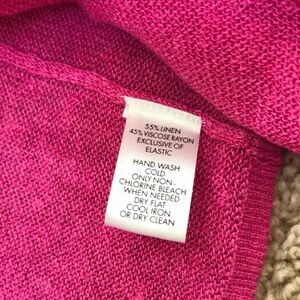 55% LINEN
45% VISCOSE RAYON
EXCLUSIVE OF
ELASTIC
HAND WASH
COLD
ONLY NON-
CHLORINE BLEACH
WHEN NEEDED
DRY FLAT
COOL IRON
OR DRY CLEAN